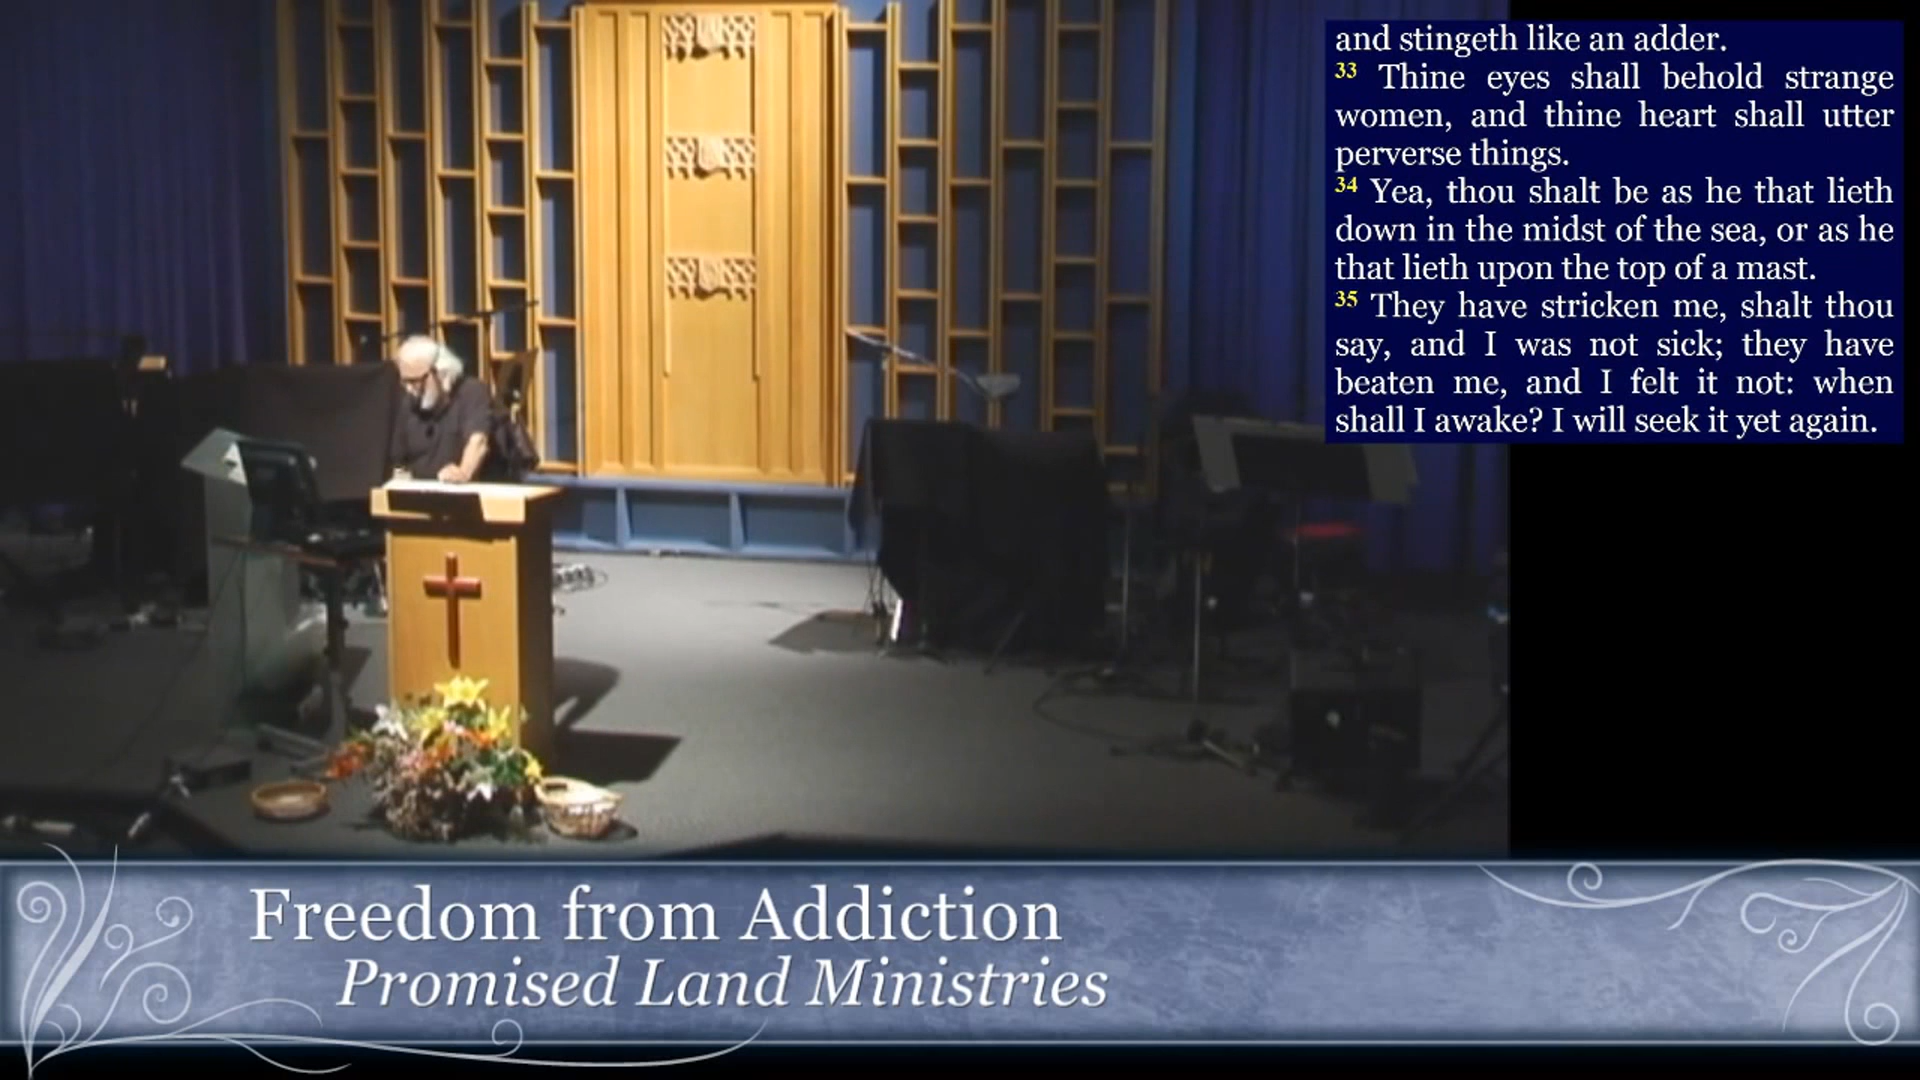 and stingeth like an adder.
33 Thine eyes shall behold strange
women, and thine heart shall utter
perverse things.
34 Yea, thou shalt be as he that lieth
down in the midst of the sea, or as he
that lieth upon the top of a mast.
35 They have stricken me, shalt thou
say, and I was not sick; they have
beaten me, and I felt it not: when
shall I awake? I will seek it yet again.
Freedom from Addiction
Promised Land Ministries